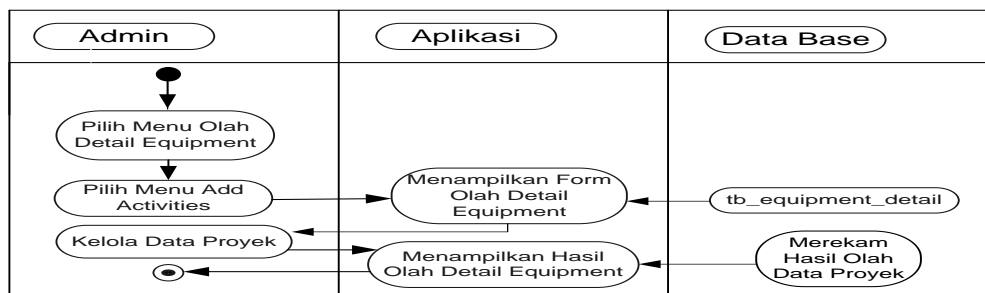 Admin
Aplikasi
Data Base
Pilih Menu Olah
Detail Equipment
Pilih Menu Add
Activities
Menampilkan Form
Olah Detail
Equipment
tb_equipment_detail
Kelola Data Proyek
Menampilkan Hasil
Olah Detail Equipment
Merekam
Hasil Olah
Data Proyek